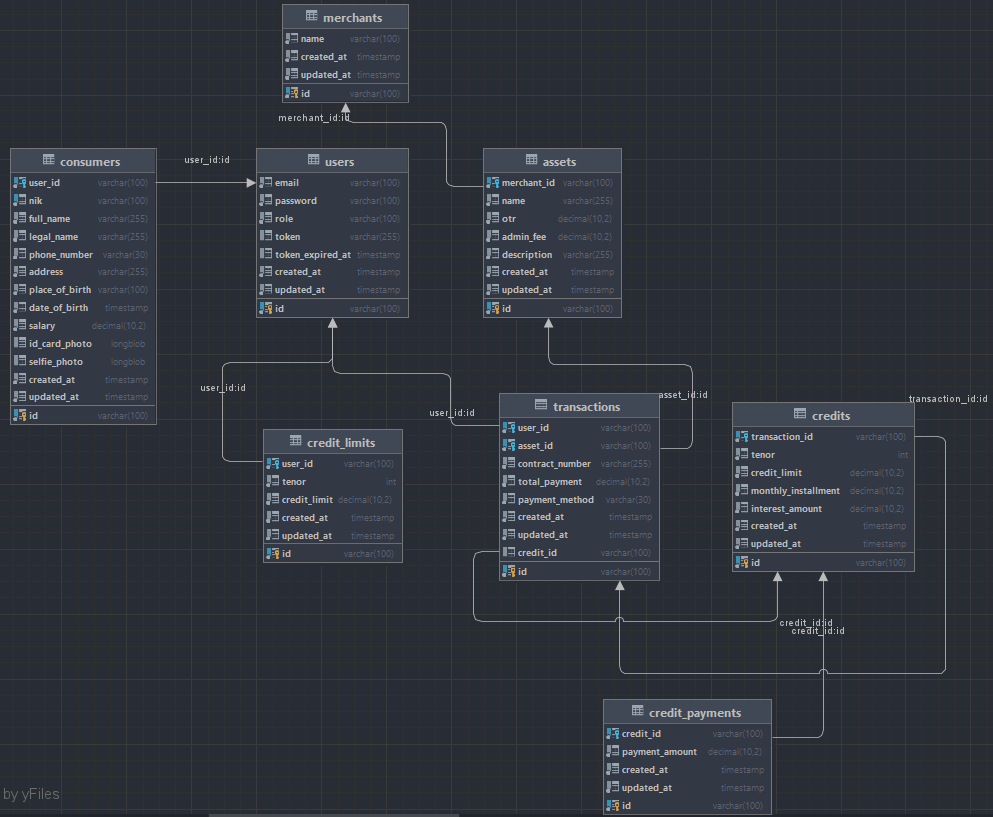 merchants
name varchar(100)
created_at timestamp
updated_at timestamp
id varchar(100)
merchant_id:id
consumers
user_id varchar(100)
nik varchar(100)
full_name varchar(255)
legal_name varchar(255)
phone_number varchar(30)
address varchar(255)
place_of_birth varchar(100)
date_of_birth timestamp
salary decimal(10,2)
id_card_photo longblob
selfie_photo longblob
created_at timestamp
updated_at timestamp
id varchar(100)
user_id:id
users
email varchar(100)
password varchar(100)
role varchar(100)
token varchar(255)
token_expired_at timestamp
created_at timestamp
updated_at timestamp
id varchar(100)
assets
merchant_id varchar(100)
name varchar(255)
otr decimal(10,2)
admin_fee decimal(10,2)
description varchar(255)
created_at timestamp
updated_at timestamp
id varchar(100)
user_id:id
user_id:id
asset_id:id
transaction_id:id
credit_limits
user_id varchar(100)
tenor int
credit_limit decimal(10,2)
created_at timestamp
updated_at timestamp
id varchar(100)
transactions
user_id varchar(100)
asset_id varchar(100)
contract_number varchar(255)
total_payment decimal(10,2)
payment_method varchar(30)
created_at timestamp
updated_at timestamp
credit_id varchar(100)
id varchar(100)
credits
transaction_id varchar(100)
tenor int
credit_limit decimal(10,2)
monthly_installment decimal(10,2)
interest_amount decimal(10,2)
created_at timestamp
updated_at timestamp
id varchar(100)
credit_id:id
credit_id:id
credit_payments
credit_id varchar(100)
payment_amount decimal(10,2)
created_at timestamp
updated_at timestamp
id varchar(100)
by yFiles